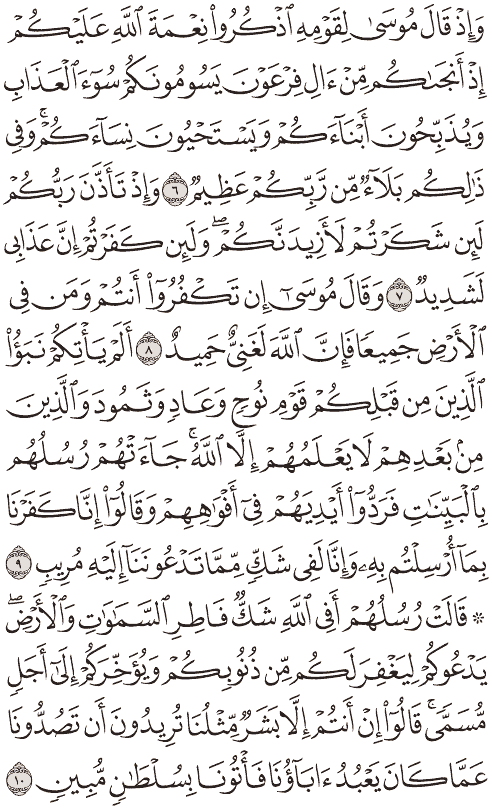 وَإِذْ قَالَ مُوسَىٰ لِقَوْمِهِ ٱذْكُرُوا۟ نِعْمَةَ ٱللَّهِ عَلَيْكُمْ
إِذْ أَنجَىٰكُم مِّنْ ءَالِ فِرْعَوْنَ يَسُومُونَكُمْ سُوٓءَ ٱلْعَذَابِ
وَيُذَبِّحُونَ أَبْنَآءَكُمْ وَيَسْتَحْيُونَ نِسَآءَكُمْ ۚ وَفِى
ذَٰلِكُم بَلَآءٌ مِّن رَّبِّكُمْ عَظِيمٌ ٦ وَإِذْ تَأَذَّنَ رَبُّكُمْ
لَئِن شَكَرْتُمْ لَأَزِيدَنَّكُمْ ۖ وَلَئِن كَفَرْتُمْ إِنَّ عَذَابِى
لَشَدِيدٌ ٧ وَقَالَ مُوسَىٰٓ إِن تَكْفُرُوٓا۟ أَنتُمْ وَمَن فِى
ٱلْأَرْضِ جَمِيعًا فَإِنَّ ٱللَّهَ لَغَنِىٌّ حَمِيدٌ ٨ أَلَمْ يَأْتِكُمْ نَبَؤُا۟
ٱلَّذِينَ مِن قَبْلِكُمْ قَوْمِ نُوحٍ وَعَادٍ وَثَمُودَ وَٱلَّذِينَ
مِنۢ بَعْدِهِمْ لَا يَعْلَمُهُمْ إِلَّا ٱللَّهُ ۚ جَآءَتْهُمْ رُسُلُهُم
بِٱلْبَيِّنَٰتِ فَرَدُّوٓا۟ أَيْدِيَهُمْ فِىٓ أَفْوَٰهِهِمْ وَقَالُوٓا۟ إِنَّا كَفَرْنَا
بِمَآ أُرْسِلْتُم بِهِۦ وَإِنَّا لَفِى شَكٍّ مِّمَّا تَدْعُونَنَآ إِلَيْهِ مُرِيبٍ ٩
۞ قَالَتْ رُسُلُهُمْ أَفِى ٱللَّهِ شَكٌّ فَاطِرِ ٱلسَّمَٰوَٰتِ وَٱلْأَرْضِ ۖ
يَدْعُوكُمْ لِيَغْفِرَ لَكُم مِّن ذُنُوبِكُمْ وَيُؤَخِّرَكُمْ إِلَىٰٓ أَجَلٍ
مُّسَمًّى ۚ قَالُوٓا۟ إِنْ أَنتُمْ إِلَّا بَشَرٌ مِّثْلُنَا تُرِيدُونَ أَن تَصُدُّونَا
عَمَّا كَانَ يَعْبُدُ ءَابَآؤُنَا فَأْتُونَا بِسُلْطَٰنٍ مُّبِينٍ ١٠